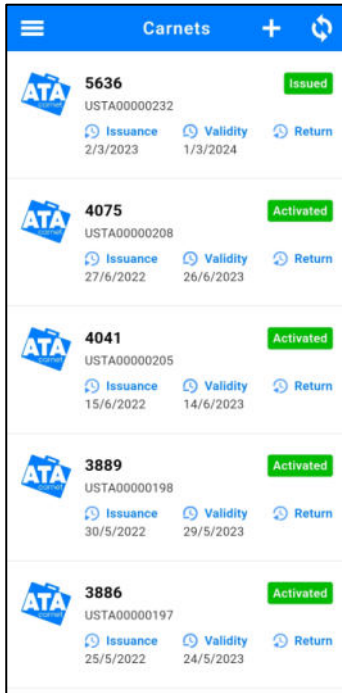 Carnets
ATA carnet
5636
Issued
USTA00000232
Issuance Validity Return
2/3/2023 1/3/2024
ATA carnet
4075
Activated
USTA00000208
Issuance Validity Return
27/6/2022 26/6/2023
ATA carnet
4041
Activated
USTA00000205
Issuance Validity Return
15/6/2022 14/6/2023
ATA carnet
3889
Activated
USTA00000198
Issuance Validity Return
30/5/2022 29/5/2023
ATA carnet
3886
Activated
USTA00000197
Issuance Validity Return
25/5/2022 24/5/2023